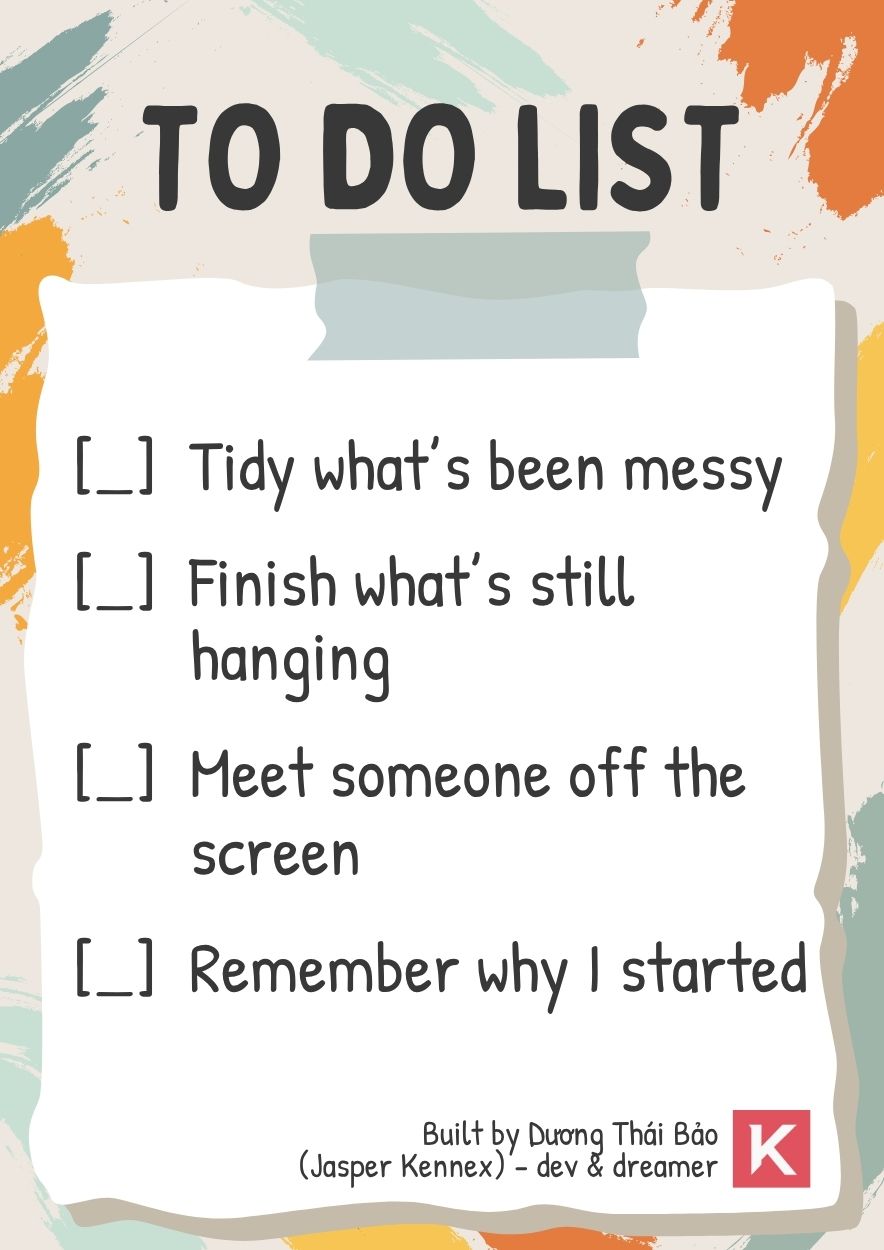 TO DO LIST
[_] Tidy what's been messy
[_] Finish what's still
hanging
[_] Meet someone off the
screen
[_] Remember why I started
Built by Dương Thái Bảo
(Jasper Kennex) - dev & dreamer
K